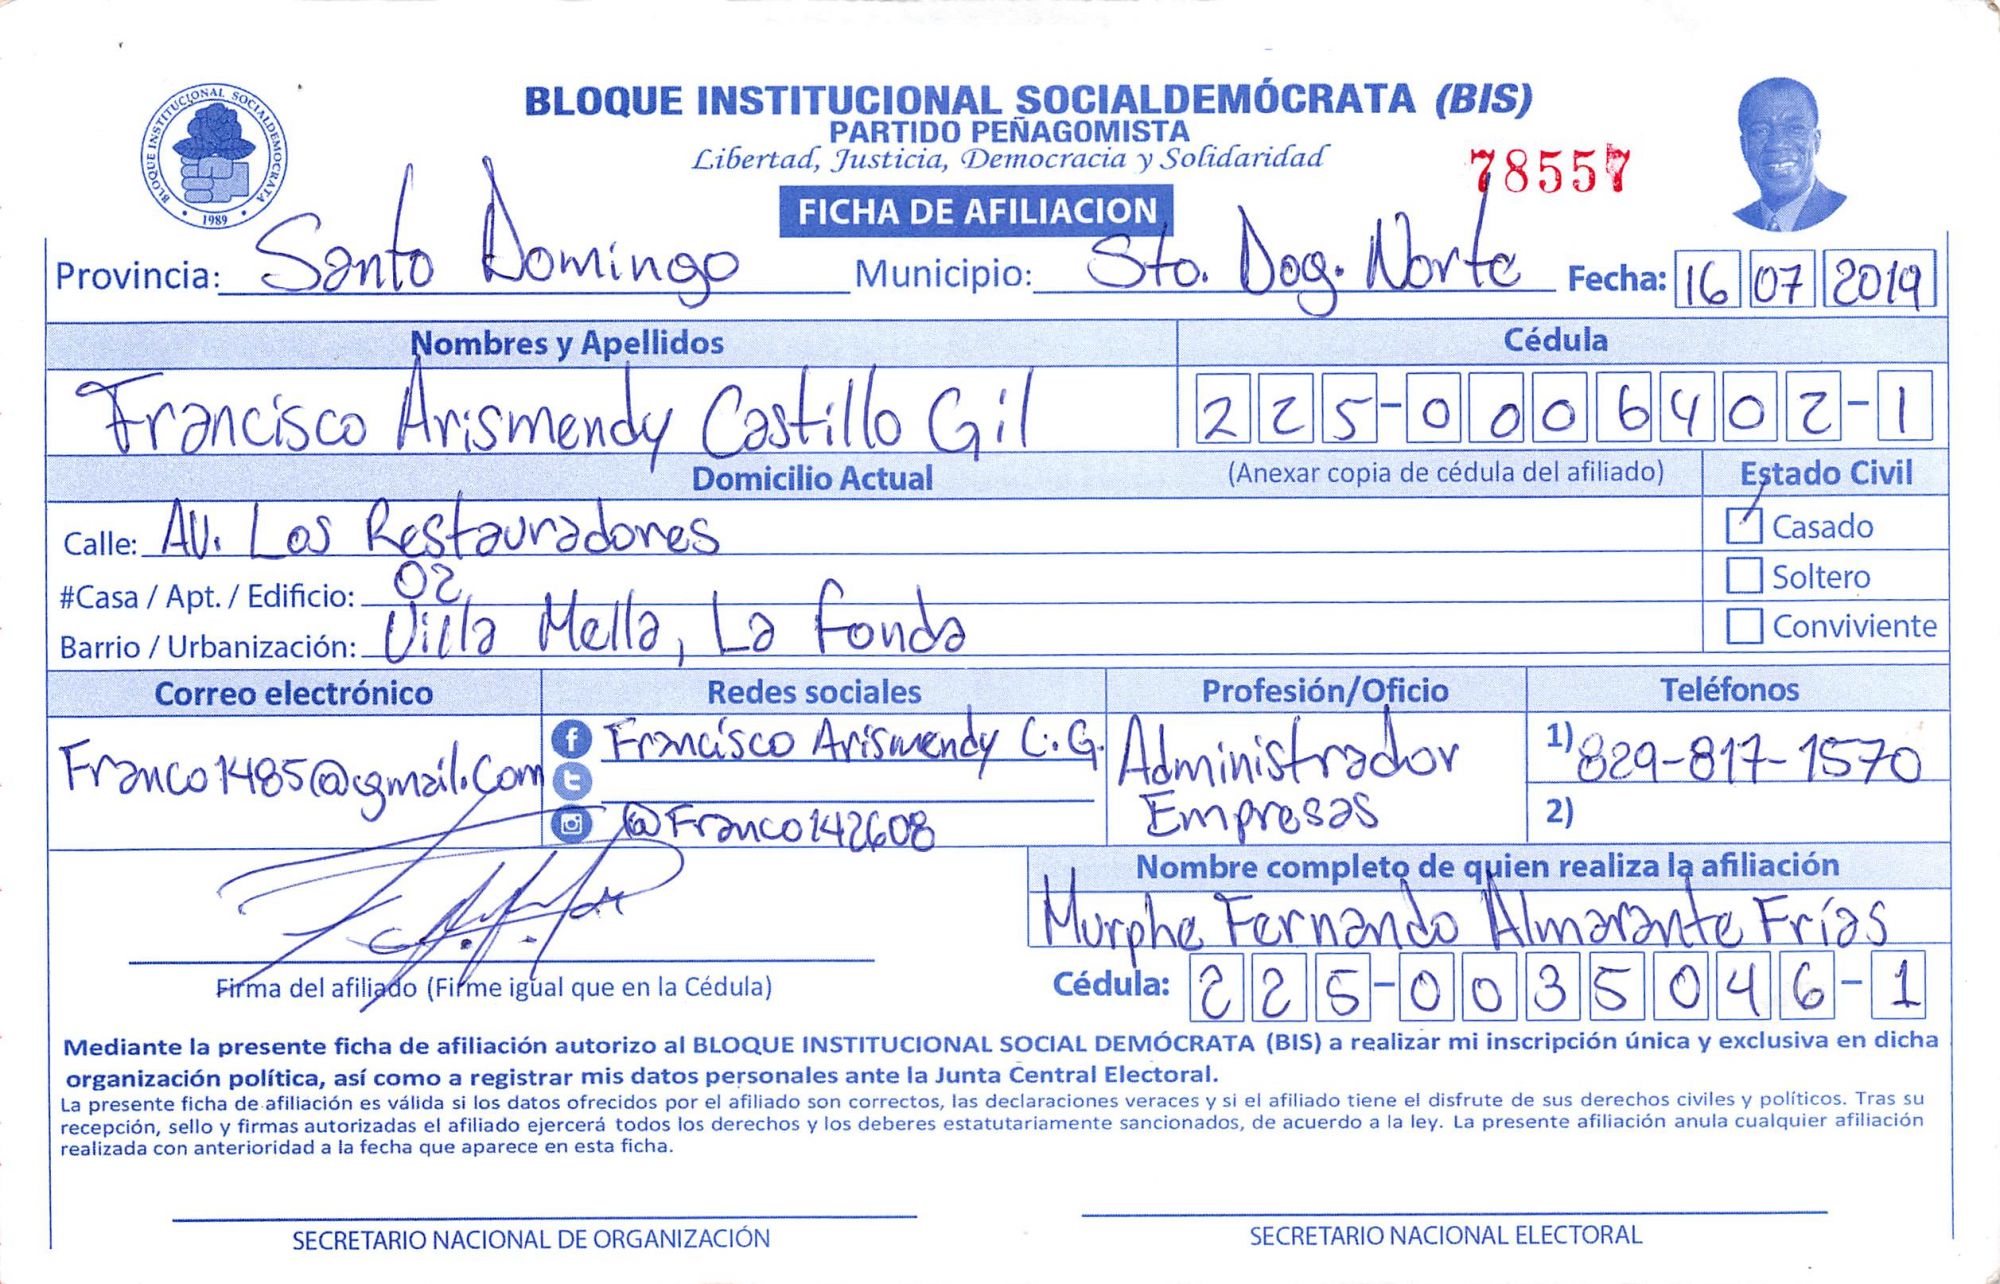 BLOQUE INSTITUCIONAL SOCIALDEMÓCRATA
1989
BLOQUE INSTITUCIONAL SOCIALDEMÓCRATA (BIS)
PARTIDO PEÑAGOMISTA
Libertad, Justicia, Democracia y Solidaridad
78557
FICHA DE AFILIACION
Provincia: Santo Domingo Municipio: Sto. Dog. Norte Fecha: 16 07 2019
Nombres y Apellidos Cédula
Francisco Arismendy Castillo Gil 225-0006402-1
Domicilio Actual (Anexar copia de cédula del afiliado) Estado Civil
Calle: AV. Los Restauradores Casado
#Casa / Apt. / Edificio: 02 Soltero
Barrio / Urbanización: Villa Mella, La Fonda Conviviente
Correo electrónico Redes sociales Profesión/Oficio Teléfonos
Franco1485@gmail.com Francisco Arismendy C.G. Administrador 1) 829-817-1570
@Franco142608 Empresas 2)
Nombre completo de quien realiza la afiliación
Murphe Fernando Almarante Frías
Firma del afiliado (Firme igual que en la Cédula) Cédula: 225-0035046-1
Mediante la presente ficha de afiliación autorizo al BLOQUE INSTITUCIONAL SOCIAL DEMÓCRATA (BIS) a realizar mi inscripción única y exclusiva en dicha
organización política, así como a registrar mis datos personales ante la Junta Central Electoral.
La presente ficha de afiliación es válida si los datos ofrecidos por el afiliado son correctos, las declaraciones veraces y si el afiliado tiene el disfrute de sus derechos civiles y políticos. Tras su
recepción, sello y firmas autorizadas el afiliado ejercerá todos los derechos y los deberes estatutariamente sancionados, de acuerdo a la ley. La presente afiliación anula cualquier afiliación
realizada con anterioridad a la fecha que aparece en esta ficha.
SECRETARIO NACIONAL DE ORGANIZACIÓN SECRETARIO NACIONAL ELECTORAL